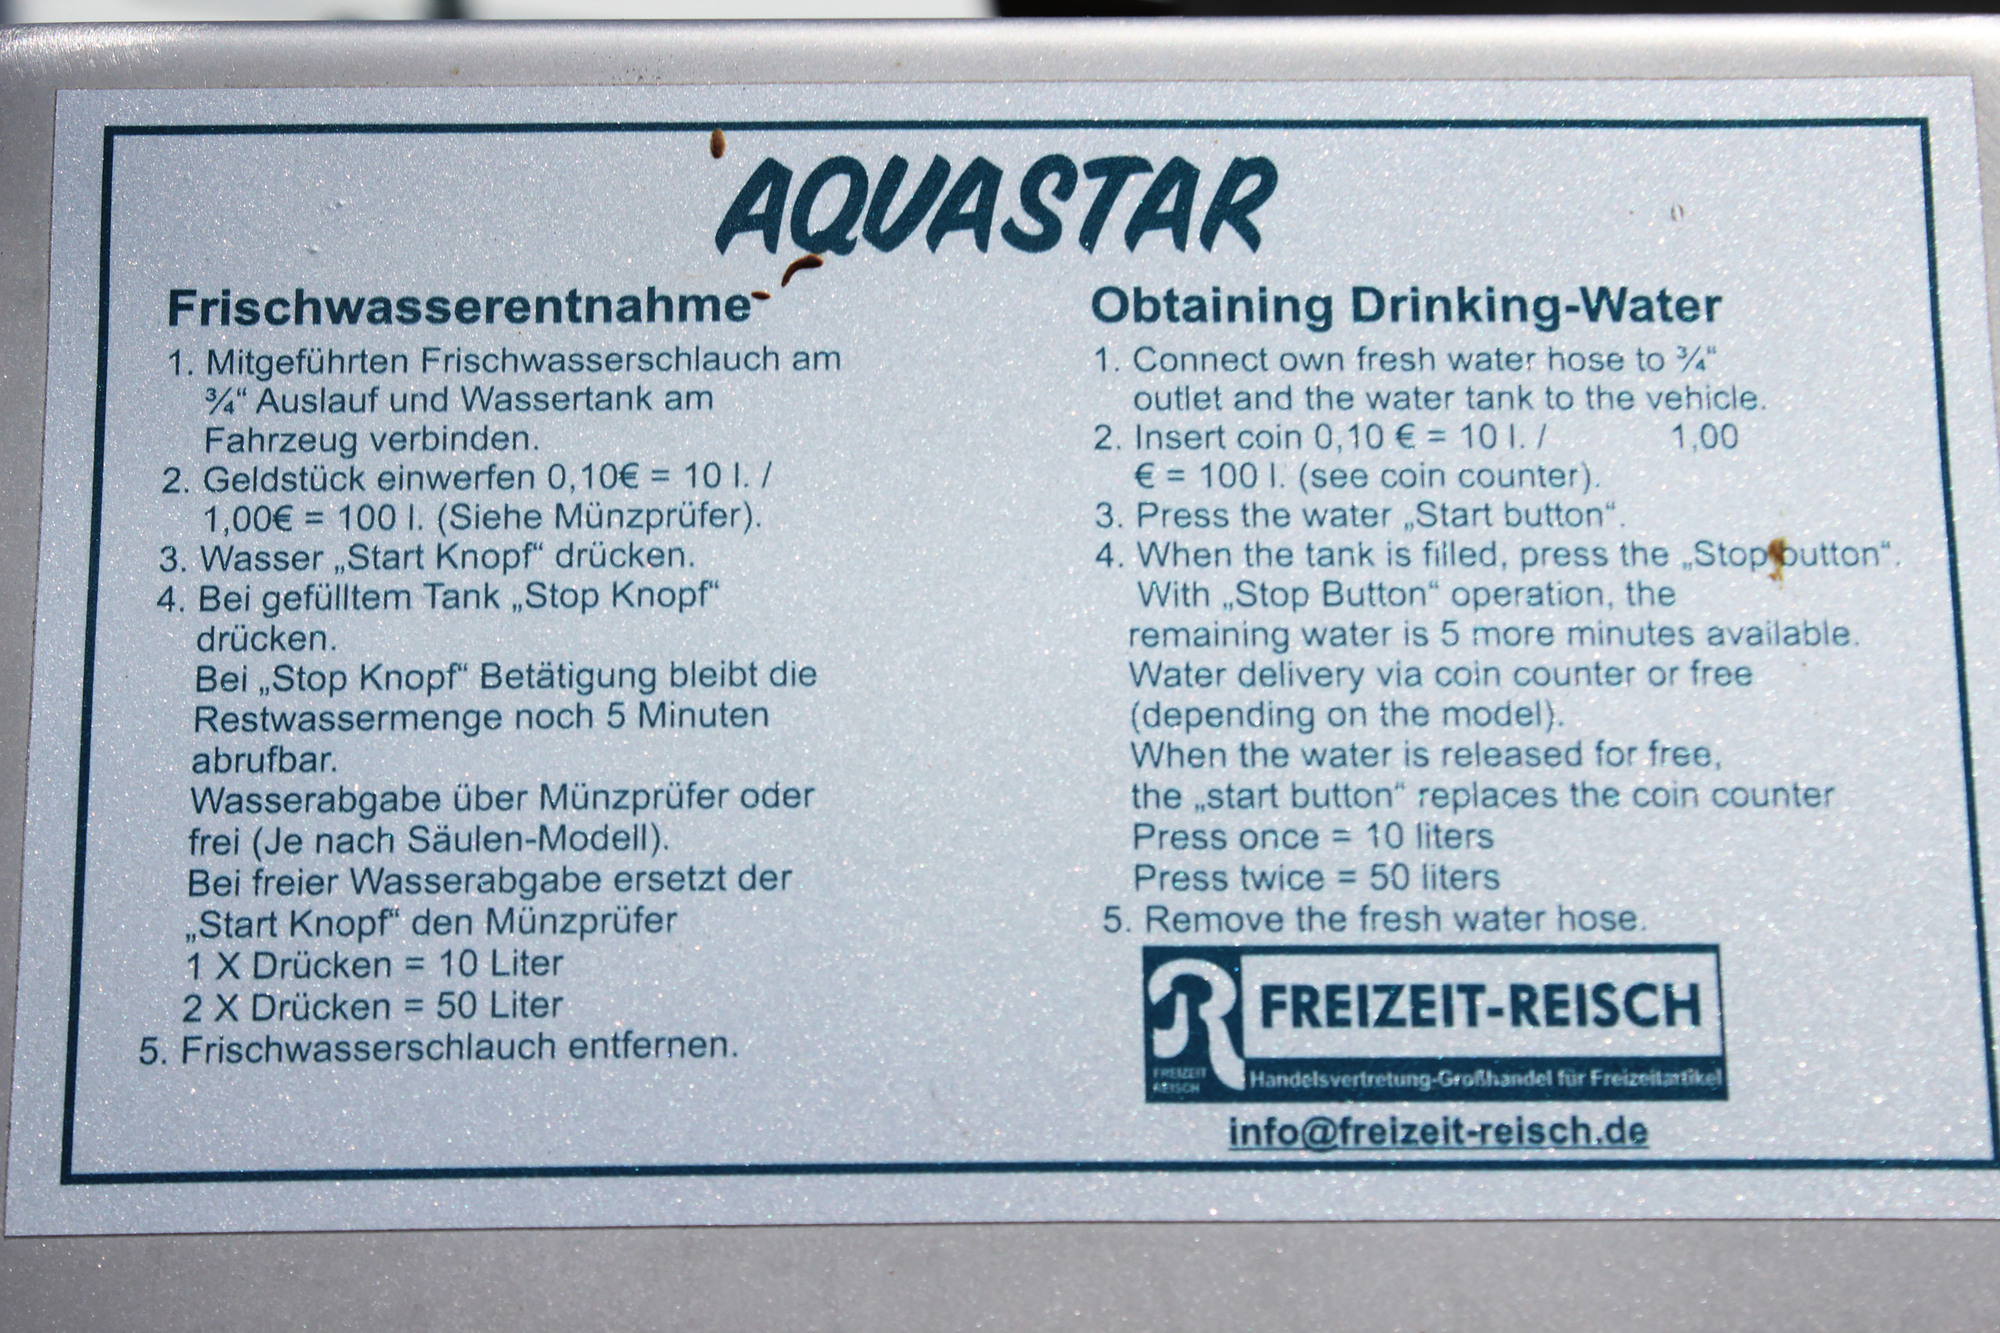 AQUASTAR
Frischwasserentnahme
1. Mitgeführten Frischwasserschlauch am
¾“ Auslauf und Wassertank am
Fahrzeug verbinden.
2. Geldstück einwerfen 0,10€ = 10 l. /
1,00€ = 100 l. (Siehe Münzprüfer).
3. Wasser „Start Knopf“ drücken.
4. Bei gefülltem Tank „Stop Knopf“
drücken.
Bei „Stop Knopf“ Betätigung bleibt die
Restwassermenge noch 5 Minuten
abrufbar.
Wasserabgabe über Münzprüfer oder
frei (Je nach Säulen-Modell).
Bei freier Wasserabgabe ersetzt der
„Start Knopf“ den Münzprüfer
1 X Drücken = 10 Liter
2 X Drücken = 50 Liter
5. Frischwasserschlauch entfernen.
Obtaining Drinking-Water
1. Connect own fresh water hose to ¾“
outlet and the water tank to the vehicle.
2. Insert coin 0,10 € = 10 l. / 1,00
€ = 100 l. (see coin counter).
3. Press the water „Start button“.
4. When the tank is filled, press the „Stop button“.
With „Stop Button“ operation, the
remaining water is 5 more minutes available.
Water delivery via coin counter or free
(depending on the model).
When the water is released for free,
the „start button“ replaces the coin counter
Press once = 10 liters
Press twice = 50 liters
5. Remove the fresh water hose.
FREIZEIT-REISCH
FREIZEIT
REISCH
Handelsvertretung-Großhandel für Freizeitartikel
info@freizeit-reisch.de